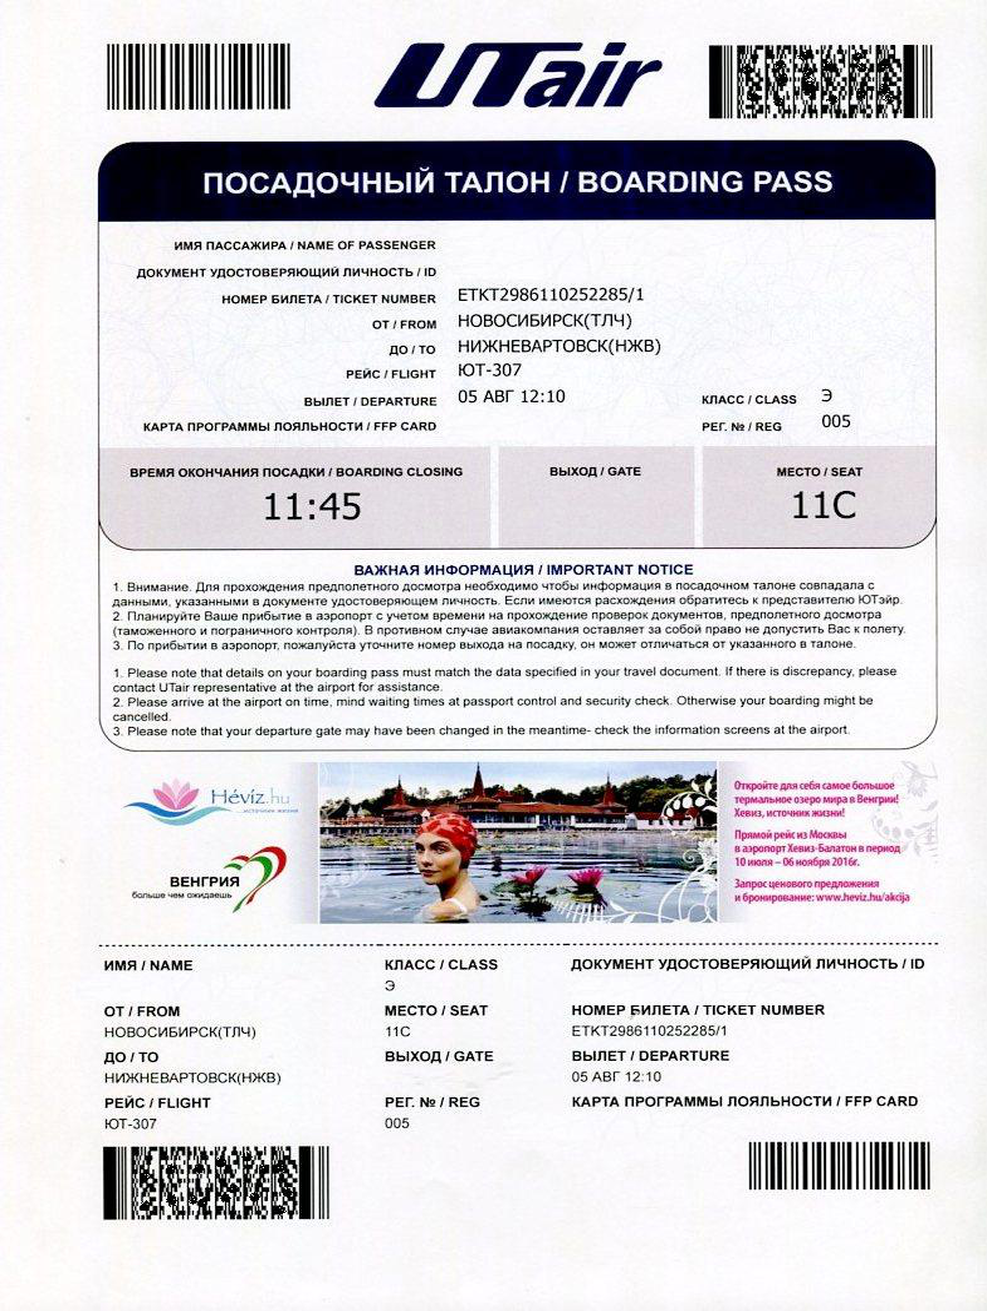 UTair
ПОСАДОЧНЫЙ ТАЛОН / BOARDING PASS
ИМЯ ПАССАЖИРА / NAME OF PASSENGER
ДОКУМЕНТ УДОСТОВЕРЯЮЩИЙ ЛИЧНОСТЬ / ID
НОМЕР БИЛЕТА / TICKET NUMBER ETKT2986110252285/1
ОТ / FROM НОВОСИБИРСК(ТЛЧ)
ДО / TO НИЖНЕВАРТОВСК(НЖВ)
РЕЙС / FLIGHT ЮТ-307
ВЫЛЕТ / DEPARTURE 05 АВГ 12:10 КЛАСС / CLASS Э
КАРТА ПРОГРАММЫ ЛОЯЛЬНОСТИ / FFP CARD РЕГ. № / REG 005
ВРЕМЯ ОКОНЧАНИЯ ПОСАДКИ / BOARDING CLOSING ВЫХОД / GATE МЕСТО / SEAT
11:45 11C
ВАЖНАЯ ИНФОРМАЦИЯ / IMPORTANT NOTICE
1. Внимание. Для прохождения предполетного досмотра необходимо чтобы информация в посадочном талоне совпадала с
данными, указанными в документе удостоверяющем личность. Если имеются расхождения обратитесь к представителю ЮТэйр.
2. Планируйте Ваше прибытие в аэропорт с учетом времени на прохождение проверок документов, предполетного досмотра
(таможенного и пограничного контроля). В противном случае авиакомпания оставляет за собой право не допустить Вас к полету.
3. По прибытии в аэропорт, пожалуйста уточните номер выхода на посадку, он может отличаться от указанного в талоне.
1. Please note that details on your boarding pass must match the data specified in your travel document. If there is discrepancy, please
contact UTair representative at the airport for assistance.
2. Please arrive at the airport on time, mind waiting times at passport control and security check. Otherwise your boarding might be
cancelled.
3. Please note that your departure gate may have been changed in the meantime- check the information screens at the airport.
Hévíz.hu
...источник жизни
ВЕНГРИЯ
больше чем ожидаешь
Откройте для себя самое большое
термальное озеро мира в Венгрии!
Хевиз, источник жизни!
Прямой рейс из Москвы
в аэропорт Хевиз-Балатон в период
10 июля – 06 ноября 2016г.
Запрос ценового предложения
и бронирование: www.heviz.hu/akcija
ИМЯ / NAME КЛАСС / CLASS ДОКУМЕНТ УДОСТОВЕРЯЮЩИЙ ЛИЧНОСТЬ / ID
Э
ОТ / FROM МЕСТО / SEAT НОМЕР БИЛЕТА / TICKET NUMBER
НОВОСИБИРСК(ТЛЧ) 11C ETKT2986110252285/1
ДО / TO ВЫХОД / GATE ВЫЛЕТ / DEPARTURE
НИЖНЕВАРТОВСК(НЖВ) 05 АВГ 12:10
РЕЙС / FLIGHT РЕГ. № / REG КАРТА ПРОГРАММЫ ЛОЯЛЬНОСТИ / FFP CARD
ЮТ-307 005